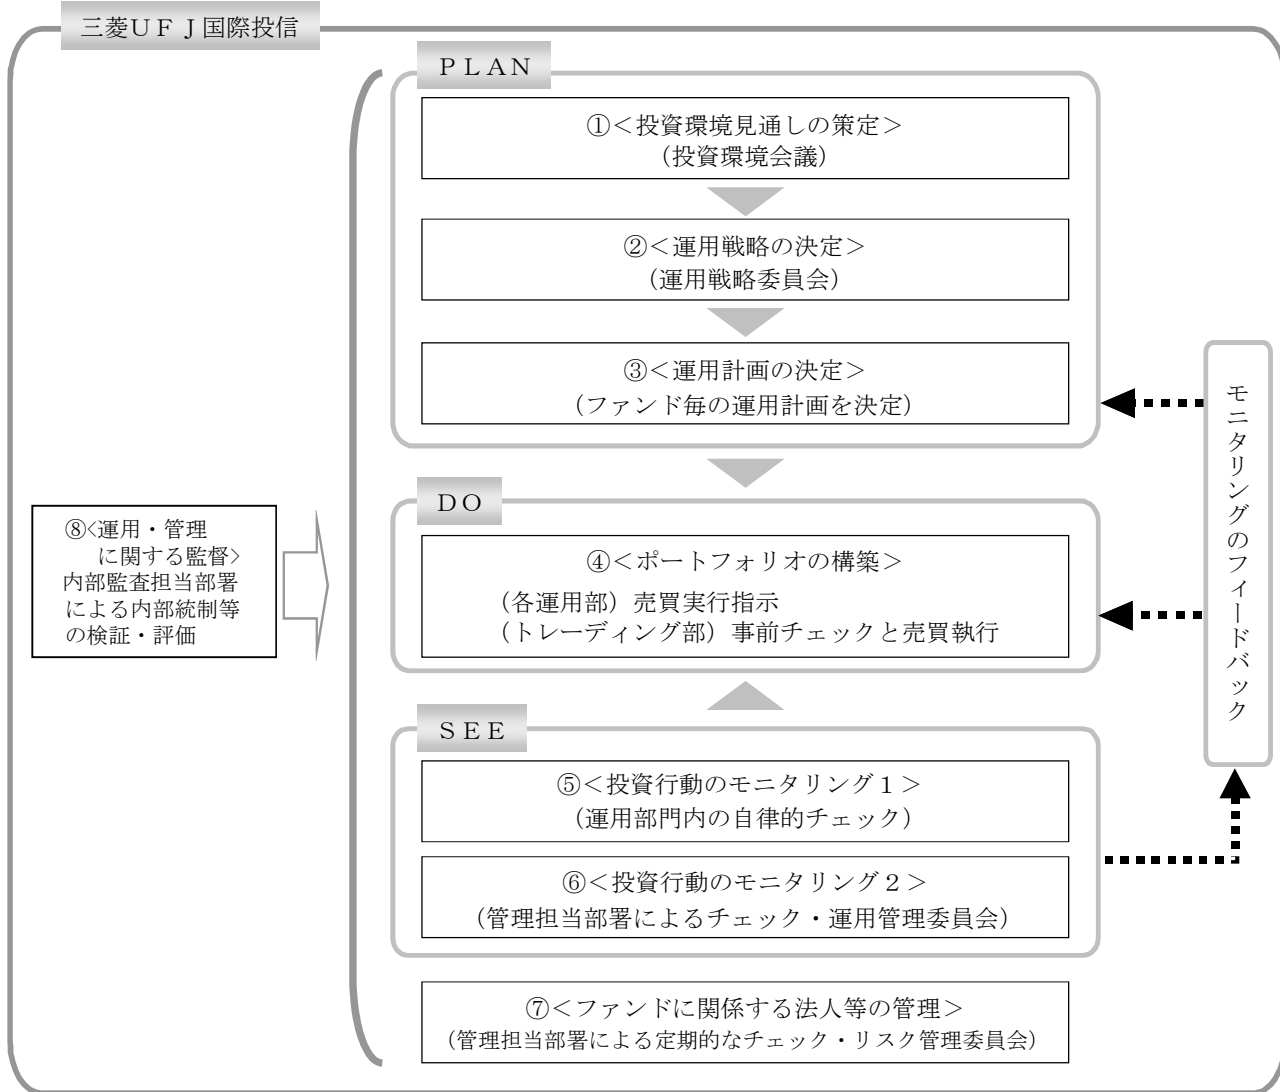 三菱ＵＦＪ国際投信
ＰＬＡＮ
①＜投資環境見通しの策定＞
（投資環境会議）
②＜運用戦略の決定＞
（運用戦略委員会）
③＜運用計画の決定＞
（ファンド毎の運用計画を決定）
ＤＯ
④＜ポートフォリオの構築＞
（各運用部）売買実行指示
（トレーディング部）事前チェックと売買執行
ＳＥＥ
⑤＜投資行動のモニタリング１＞
（運用部門内の自律的チェック）
⑥＜投資行動のモニタリング２＞
（管理担当部署によるチェック・運用管理委員会）
⑦＜ファンドに関係する法人等の管理＞
（管理担当部署による定期的なチェック・リスク管理委員会）
⑧<運用・管理
に関する監督>
内部監査担当部署
による内部統制等
の検証・評価
モニタリングのフィードバック